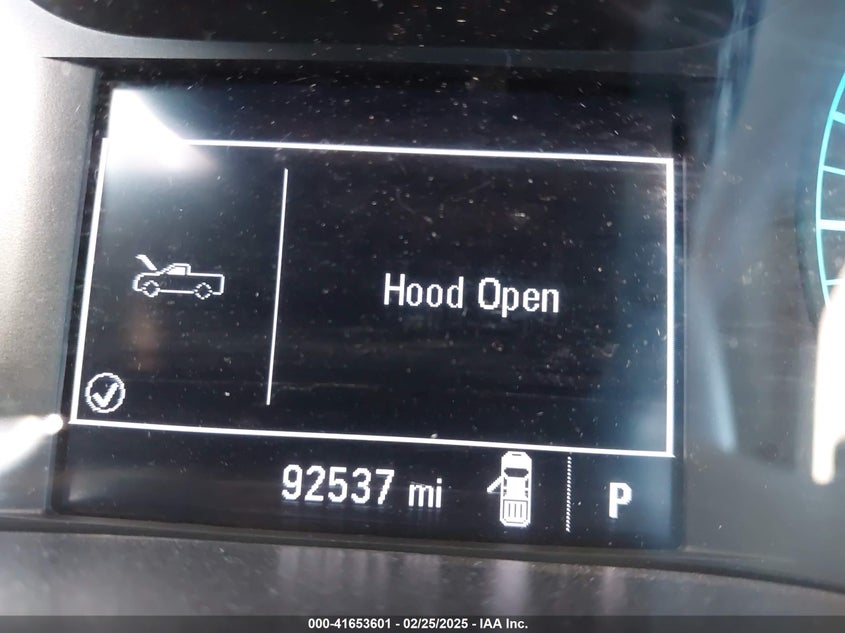 Hood Open
92537 mi
P
000-41653601 - 02/25/2025 - IAA Inc.